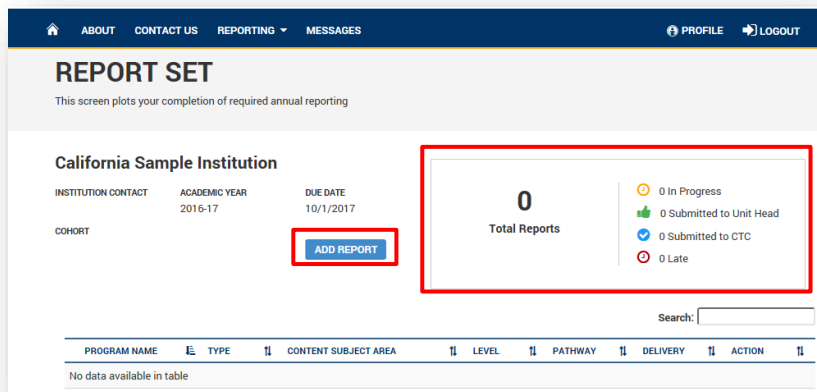 ABOUT CONTACT US REPORTING MESSAGES PROFILE LOGOUT
REPORT SET
This screen plots your completion of required annual reporting
California Sample Institution
INSTITUTION CONTACT ACADEMIC YEAR DUE DATE
2016-17 10/1/2017
COHORT
ADD REPORT
0
Total Reports
0 In Progress
0 Submitted to Unit Head
0 Submitted to CTC
0 Late
Search:
PROGRAM NAME TYPE CONTENT SUBJECT AREA LEVEL PATHWAY DELIVERY ACTION
No data available in table